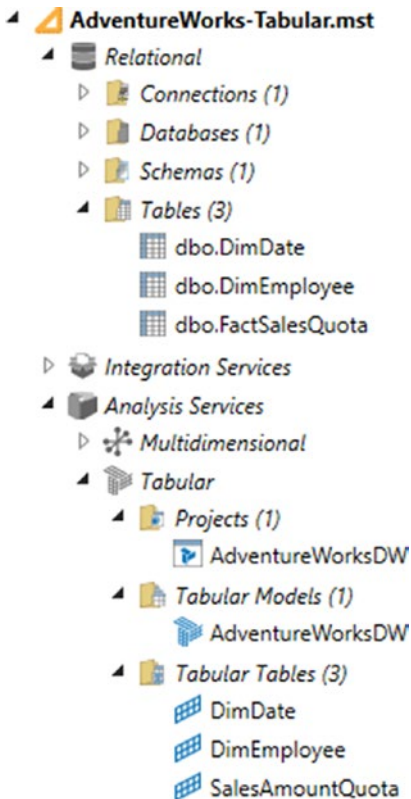 AdventureWorks-Tabular.mst
Relational
Connections (1)
Databases (1)
Schemas (1)
Tables (3)
dbo.DimDate
dbo.DimEmployee
dbo.FactSalesQuota
Integration Services
Analysis Services
Multidimensional
Tabular
Projects (1)
AdventureWorksDW
Tabular Models (1)
AdventureWorksDW
Tabular Tables (3)
DimDate
DimEmployee
SalesAmountQuota